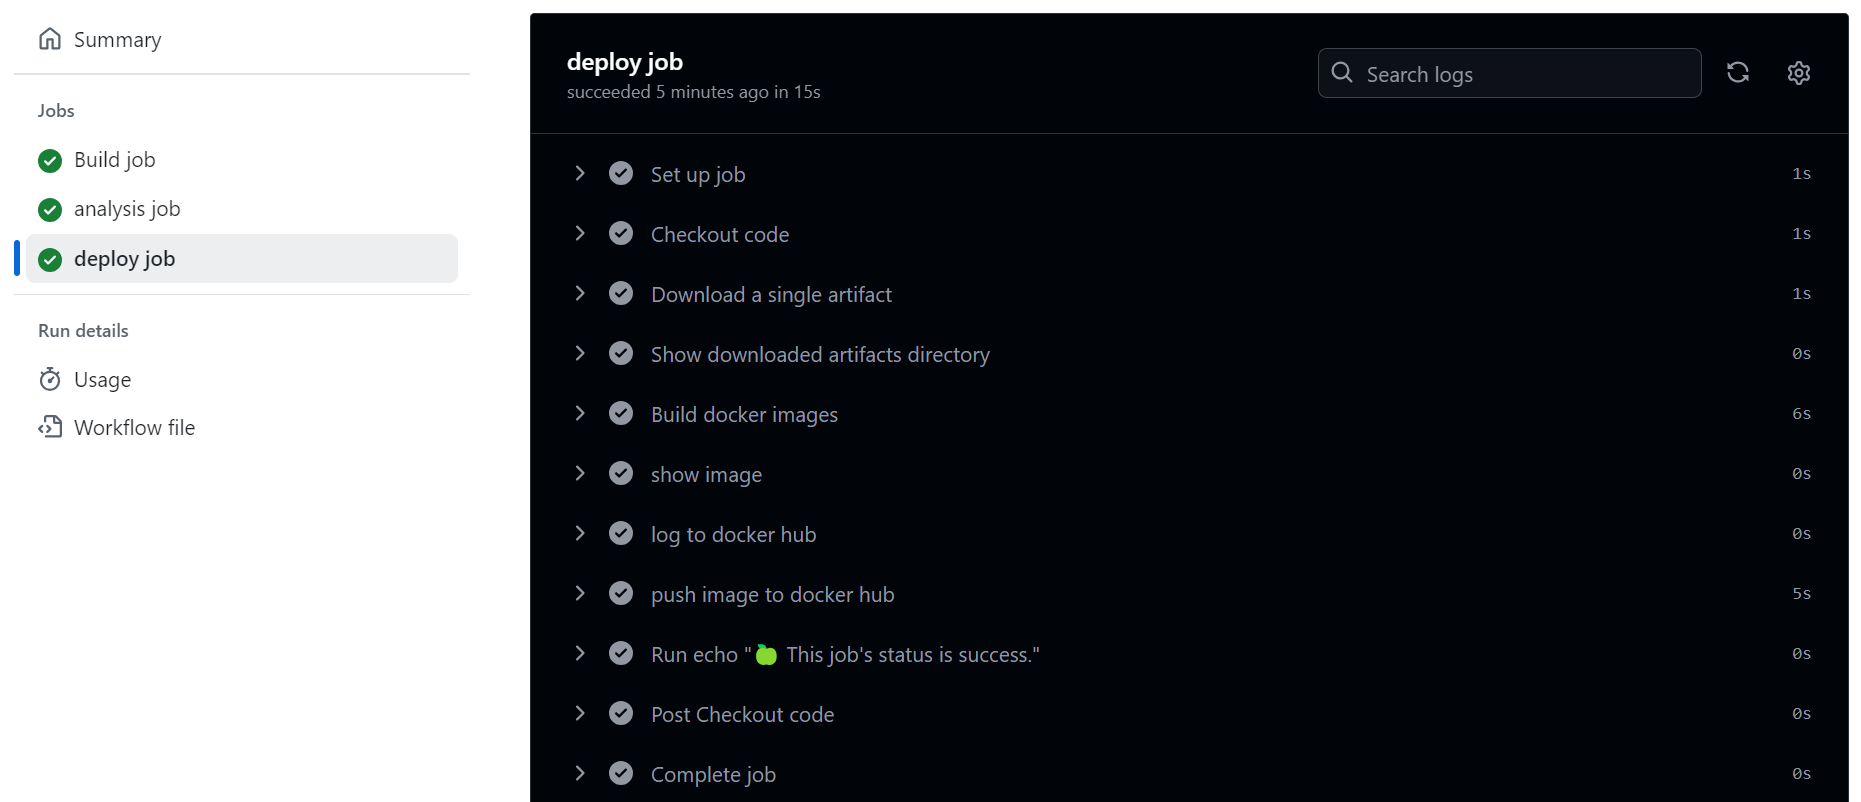 Summary
Jobs
Build job
analysis job
deploy job
Run details
Usage
Workflow file
deploy job
succeeded 5 minutes ago in 15s
Search logs
Set up job 1s
Checkout code 1s
Download a single artifact 1s
Show downloaded artifacts directory 0s
Build docker images 6s
show image 0s
log to docker hub 0s
push image to docker hub 5s
Run echo "🍏 This job's status is success." 0s
Post Checkout code 0s
Complete job 0s